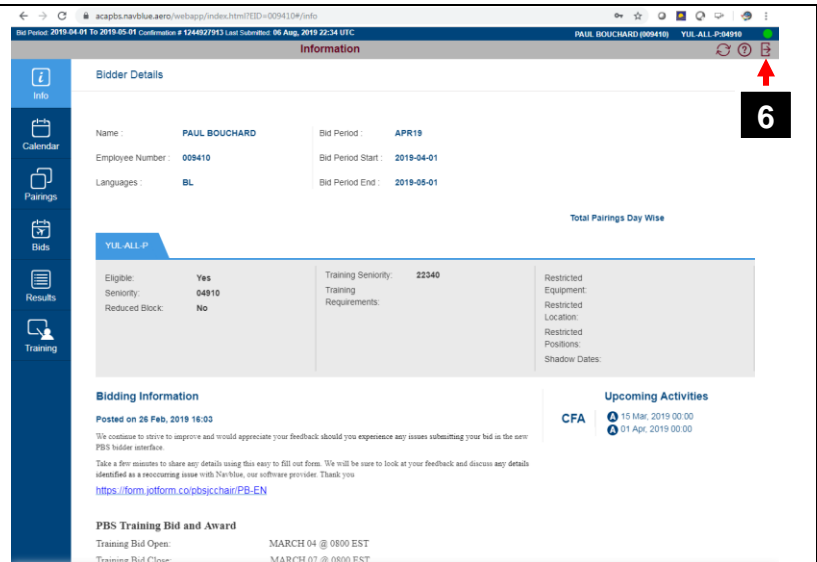 acapbs.navblue.aero/webapp/index.html?EID=009410#/info
Bid Period: 2019-04-01 To 2019-05-01 Confirmation # 1244927913 Last Submitted: 06 Aug, 2019 22:34 UTC
PAUL BOUCHARD (009410) YUL-ALL-P:04910
Information
6
Info
Calendar
Pairings
Bids
Results
Training
Bidder Details
Name : PAUL BOUCHARD Bid Period : APR19
Employee Number : 009410 Bid Period Start : 2019-04-01
Languages : BL Bid Period End : 2019-05-01
Total Pairings Day Wise
YUL-ALL-P
Eligible: Yes
Seniority: 04910
Reduced Block: No
Training Seniority: 22340
Training
Requirements:
Restricted
Equipment:
Restricted
Location:
Restricted
Positions:
Shadow Dates:
Bidding Information
Posted on 26 Feb, 2019 16:03
We continue to strive to improve and would appreciate your feedback should you experience any issues submitting your bid in the new
PBS bidder interface.
Take a few minutes to share any details using this easy to fill out form. We will be sure to look at your feedback and discuss any details
identified as a reoccurring issue with Navblue, our software provider. Thank you
https://form.jotform.co/pbsjcchair/PB-EN
PBS Training Bid and Award
Training Bid Open: MARCH 04 @ 0800 EST
Training Bid Close: MARCH 07 @ 0800 EST
Upcoming Activities
CFA A 15 Mar, 2019 00:00
A 01 Apr, 2019 00:00